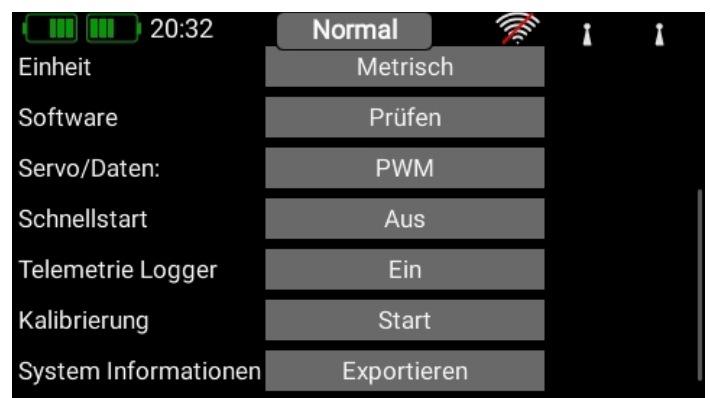 20:32 Normal
Einheit Metrisch
Software Prüfen
Servo/Daten: PWM
Schnellstart Aus
Telemetrie Logger Ein
Kalibrierung Start
System Informationen Exportieren